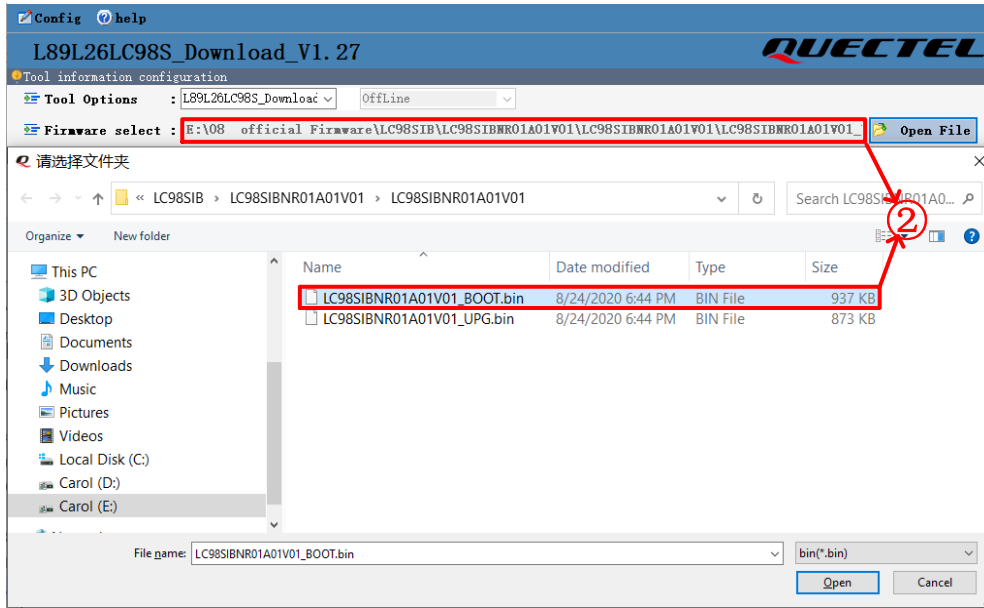 Config help
L89L26LC98S_Download_V1.27
QUECTEL
Tool information configuration
Tool Options : L89L26LC98S_Downloac OffLine
Firmware select : E:\08 official Firmware\LC98SIB\LC98SIBNR01A01V01\LC98SIBNR01A01V01\LC98SIBNR01A01V01_ Open File
请选择文件夹
« LC98SIB › LC98SIBNR01A01V01 › LC98SIBNR01A01V01 Search LC98SIBNR01A0...
②
Organize New folder
Name Date modified Type Size
LC98SIBNR01A01V01_BOOT.bin 8/24/2020 6:44 PM BIN File 937 KB
LC98SIBNR01A01V01_UPG.bin 8/24/2020 6:44 PM BIN File 873 KB
This PC
3D Objects
Desktop
Documents
Downloads
Music
Pictures
Videos
Local Disk (C:)
Carol (D:)
Carol (E:)
File name: LC98SIBNR01A01V01_BOOT.bin bin(*.bin)
Open Cancel